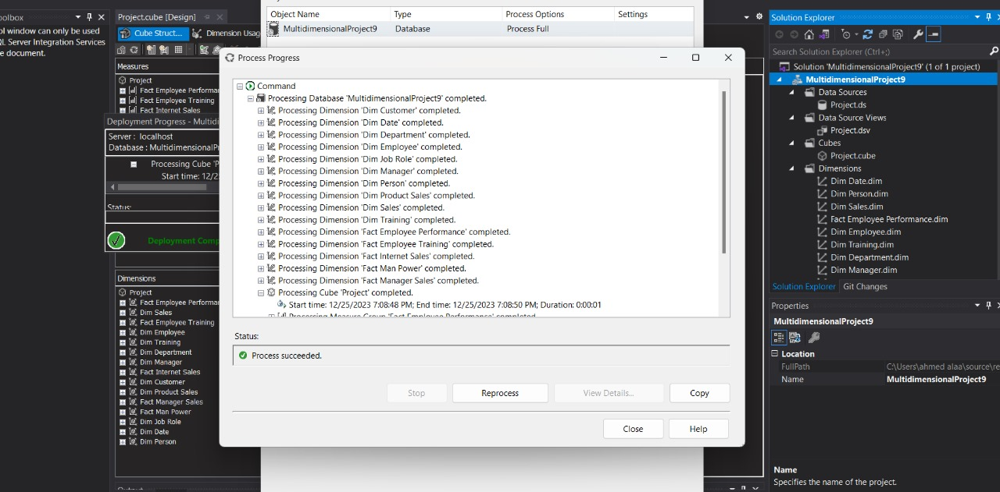 oolbox
ol window can only be used
QL Server Integration Services
e document.
Project.cube [Design]
Cube Struct...
Dimension Usag
Measures
Project
Fact Employee Performa
Fact Employee Training
Fact Internet Sales
Deployment Progress - Multidi
Server : localhost
Database : MultidimensionalPr
Processing Cube 'P
Start time: 12/25
Status:
Deployment Comp
Dimensions
Project
Fact Employee Performan
Dim Sales
Fact Employee Training
Dim Employee
Dim Training
Dim Department
Dim Manager
Fact Internet Sales
Dim Customer
Dim Product Sales
Fact Manager Sales
Fact Man Power
Dim Job Role
Dim Date
Dim Person
Output
Object Name Type Process Options Settings
MultidimensionalProject9 Database Process Full
Process Progress
Command
Processing Database 'MultidimensionalProject9' completed.
Processing Dimension 'Dim Customer' completed.
Processing Dimension 'Dim Date' completed.
Processing Dimension 'Dim Department' completed.
Processing Dimension 'Dim Employee' completed.
Processing Dimension 'Dim Job Role' completed.
Processing Dimension 'Dim Manager' completed.
Processing Dimension 'Dim Person' completed.
Processing Dimension 'Dim Product Sales' completed.
Processing Dimension 'Dim Sales' completed.
Processing Dimension 'Dim Training' completed.
Processing Dimension 'Fact Employee Performance' completed.
Processing Dimension 'Fact Employee Training' completed.
Processing Dimension 'Fact Internet Sales' completed.
Processing Dimension 'Fact Man Power' completed.
Processing Dimension 'Fact Manager Sales' completed.
Processing Cube 'Project' completed.
Start time: 12/25/2023 7:08:48 PM; End time: 12/25/2023 7:08:50 PM; Duration: 0:00:01
Processing Measure Group 'Fact Employee Performance' completed
Status:
Process succeeded.
Stop
Reprocess
View Details...
Copy
Close
Help
Solution Explorer
Search Solution Explorer (Ctrl+;)
Solution 'MultidimensionalProject9' (1 of 1 project)
MultidimensionalProject9
Data Sources
Project.ds
Data Source Views
Project.dsv
Cubes
Project.cube
Dimensions
Dim Date.dim
Dim Person.dim
Dim Sales.dim
Fact Employee Performance.dim
Dim Employee.dim
Dim Training.dim
Dim Department.dim
Dim Manager.dim
Solution Explorer Git Changes
Properties
MultidimensionalProject9
Location
FullPath C:\Users\ahmed alaa\source\re
Name MultidimensionalProject9
Name
Specifies the name of the project.